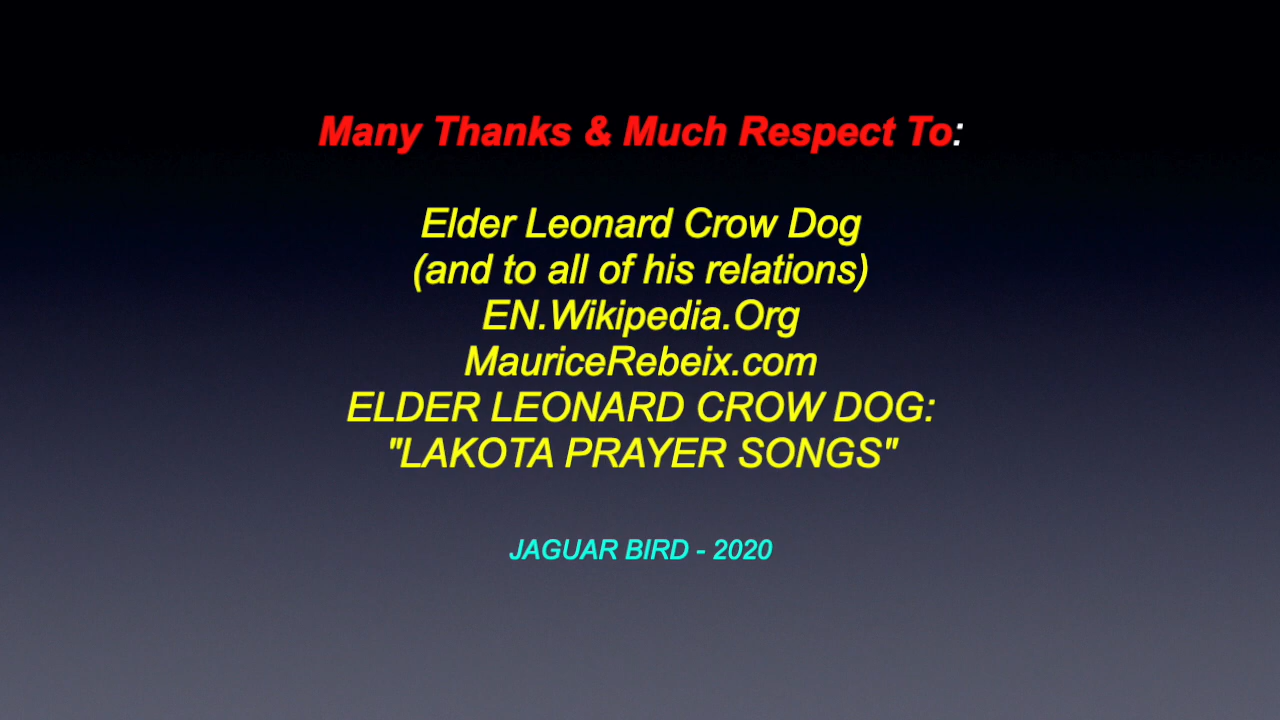 Many Thanks & Much Respect To:
Elder Leonard Crow Dog
(and to all of his relations)
EN.Wikipedia.Org
MauriceRebeix.com
ELDER LEONARD CROW DOG:
"LAKOTA PRAYER SONGS"
JAGUAR BIRD - 2020